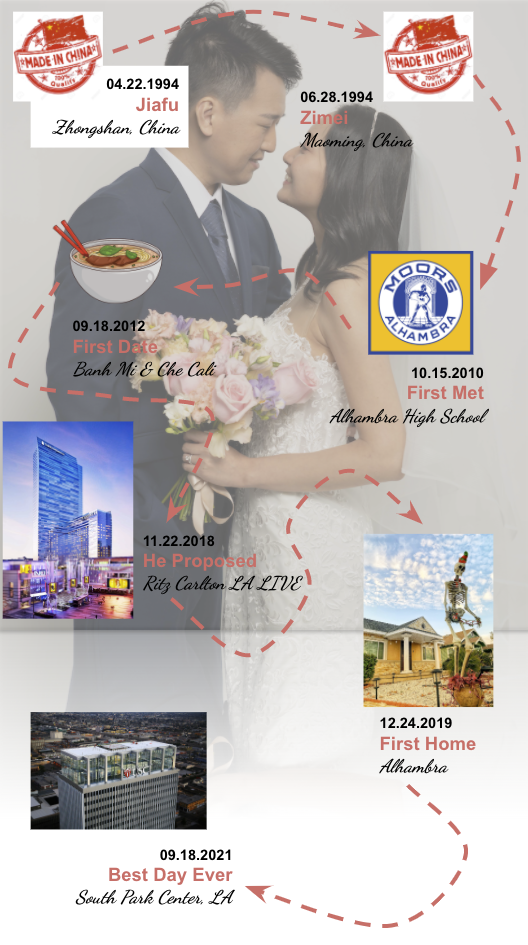 MADE IN CHINA
100%
Quality
04.22.1994
Jiafu
Zhongshan, China
MADE IN CHINA
100%
Quality
06.28.1994
Zimei
Maoming, China
MOORS
ALHAMBRA
10.15.2010
First Met
Alhambra High School
09.18.2012
First Date
Banh Mi & Che Cali
11.22.2018
He Proposed
Ritz Carlton LA LIVE
12.24.2019
First Home
Alhambra
09.18.2021
Best Day Ever
South Park Center, LA